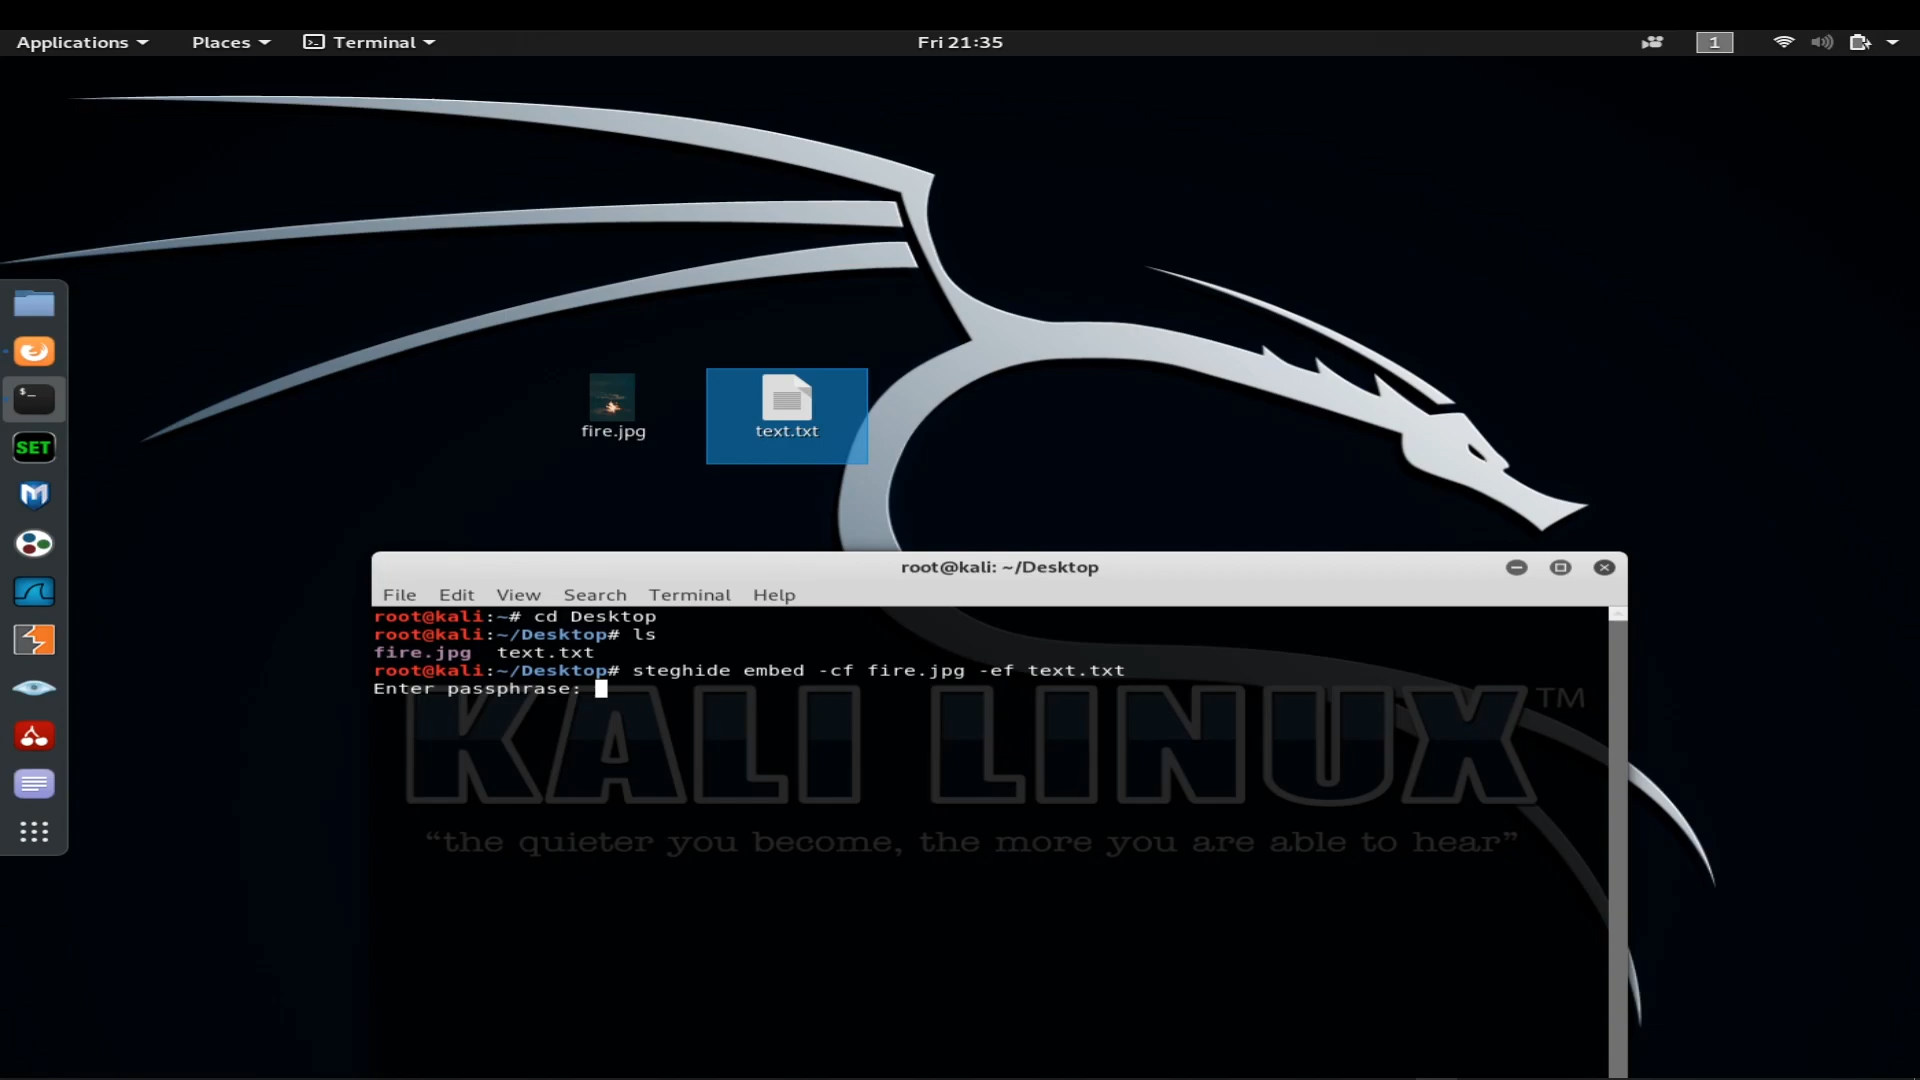 Applications Places Terminal Fri 21:35 1
SET
fire.jpg text.txt
root@kali: ~/Desktop
File Edit View Search Terminal Help
root@kali:~# cd Desktop
root@kali:~/Desktop# ls
fire.jpg text.txt
root@kali:~/Desktop# steghide embed -cf fire.jpg -ef text.txt
Enter passphrase:
KALI LINUX™
“the quieter you become, the more you are able to hear”